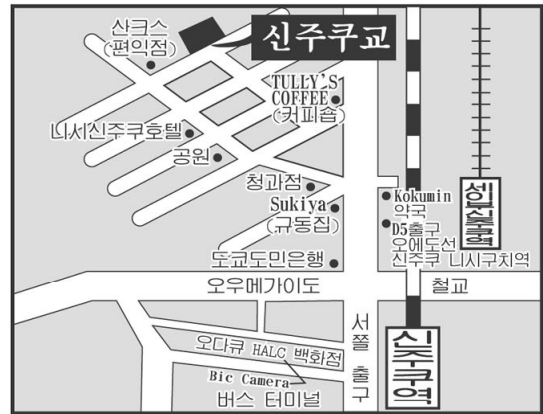 산크스
(편익점)
신주쿠교
TULLY'S
COFFEE
(커피숍)
니시신주쿠호텔
공원
청과점
Sukiya
(규동집)
Kokumin
약국
D5출구
오에도선
신주쿠 니시구치역
세이부신주쿠역
도쿄도민은행
오우메가이도
철교
서쪽 출구
오다큐 HALC 백화점
Bic Camera
버스 터미널
신주쿠역